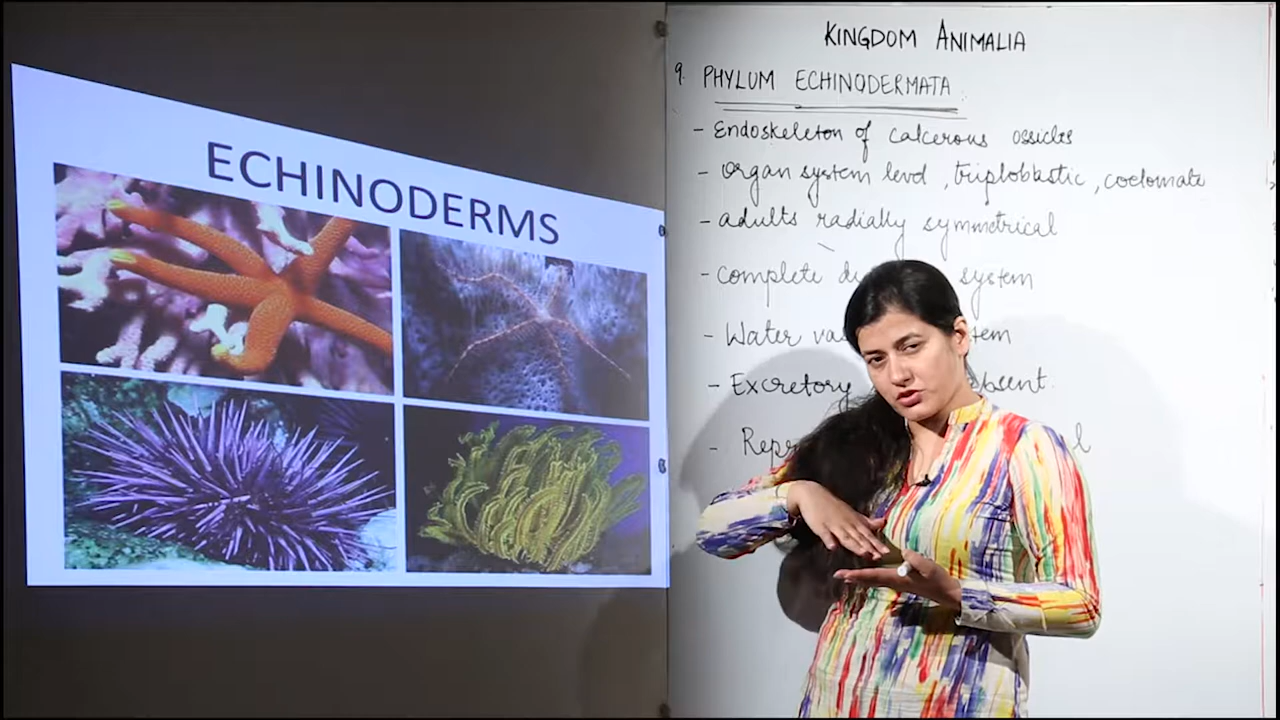 ECHINODERMS
KINGDOM ANIMALIA
9. PHYLUM ECHINODERMATA
- Endoskeleton of calcerous ossicles
- Organ system level, triploblastic, coelomate
- adults radially symmetrical
- Complete system
- Water
- Excretory absent.
-